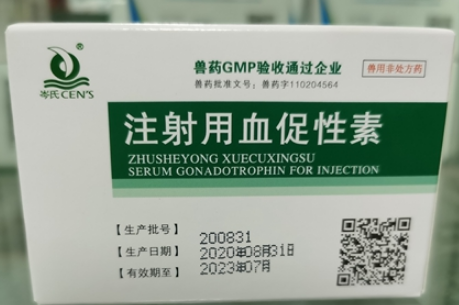 岑氏CEN'S
®
兽药GMP验收通过企业
兽用非处方药
兽药批准文号：兽药字110204564
注射用血促性素
ZHUSHEYONG XUECUXINGSU
SERUM GONADOTROPHIN FOR INJECTION
【生产批号】 200831
【生产日期】 2020年08月31日
【有效期至】 2023年07月